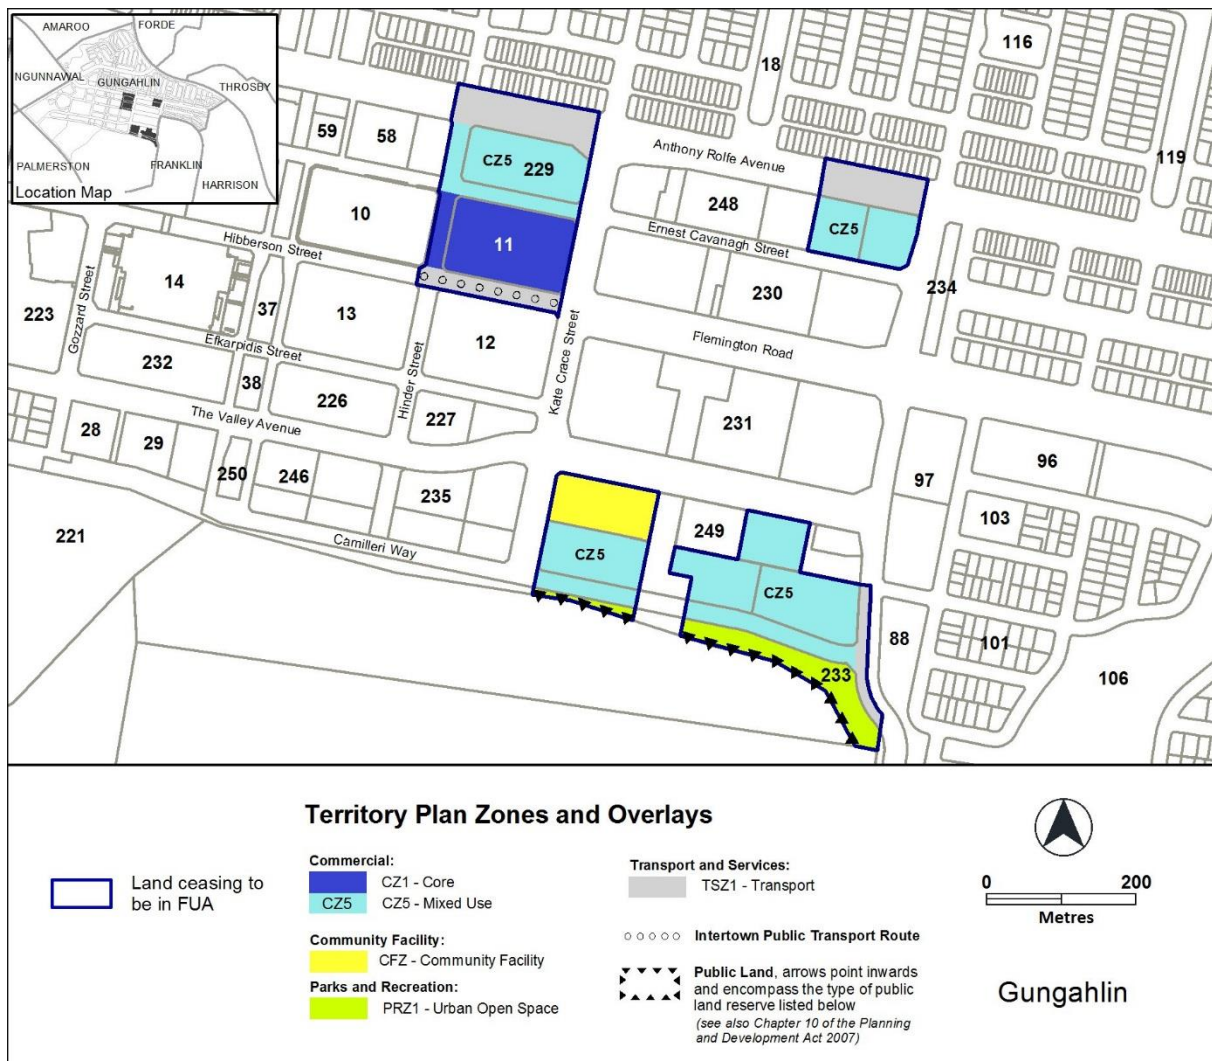 AMAROO
FORDE
NGUNNAWAL
GUNGAHLIN
THROSBY
PALMERSTON
FRANKLIN
HARRISON
Location Map
116
18
119
59
58
CZ5
229
Anthony Rolfe Avenue
10
248
CZ5
Hibberson Street
11
Ernest Cavanagh Street
14
37
13
230
234
223
Gozzard Street
Efkarpidis Street
12
Flemington Road
232
38
226
Hinder Street
227
Kate Crace Street
The Valley Avenue
231
28
29
250
246
235
97
96
221
Camilleri Way
CZ5
249
103
CZ5
88
101
233
106
Territory Plan Zones and Overlays
Land ceasing to
be in FUA
Commercial:
CZ1 - Core
CZ5
CZ5 - Mixed Use
Community Facility:
CFZ - Community Facility
Parks and Recreation:
PRZ1 - Urban Open Space
Transport and Services:
TSZ1 - Transport
Intertown Public Transport Route
Public Land, arrows point inwards
and encompass the type of public
land reserve listed below
(see also Chapter 10 of the Planning
and Development Act 2007)
0
200
Metres
Gungahlin